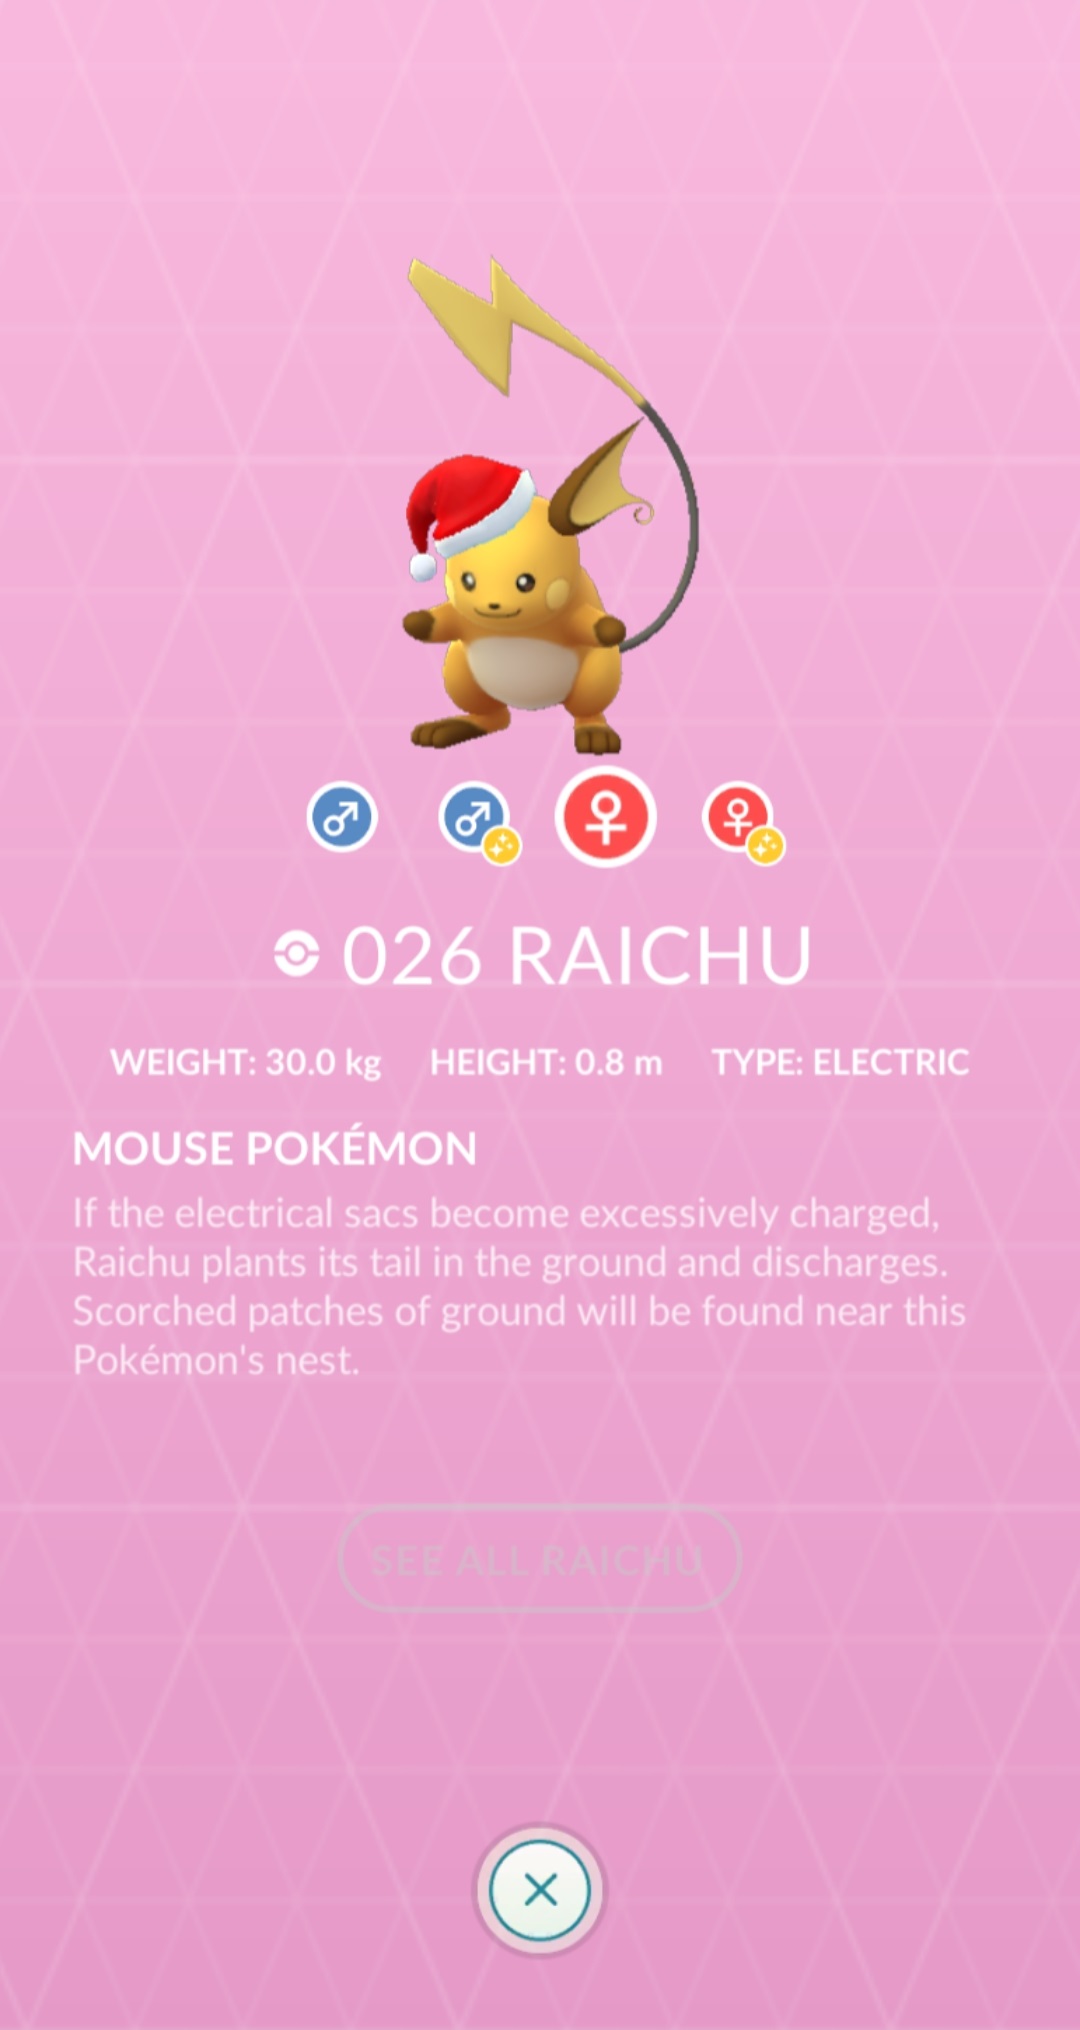 026 RAICHU
WEIGHT: 30.0 kg HEIGHT: 0.8 m TYPE: ELECTRIC
MOUSE POKÉMON
If the electrical sacs become excessively charged,
Raichu plants its tail in the ground and discharges.
Scorched patches of ground will be found near this
Pokémon's nest.
SEE ALL RAICHU